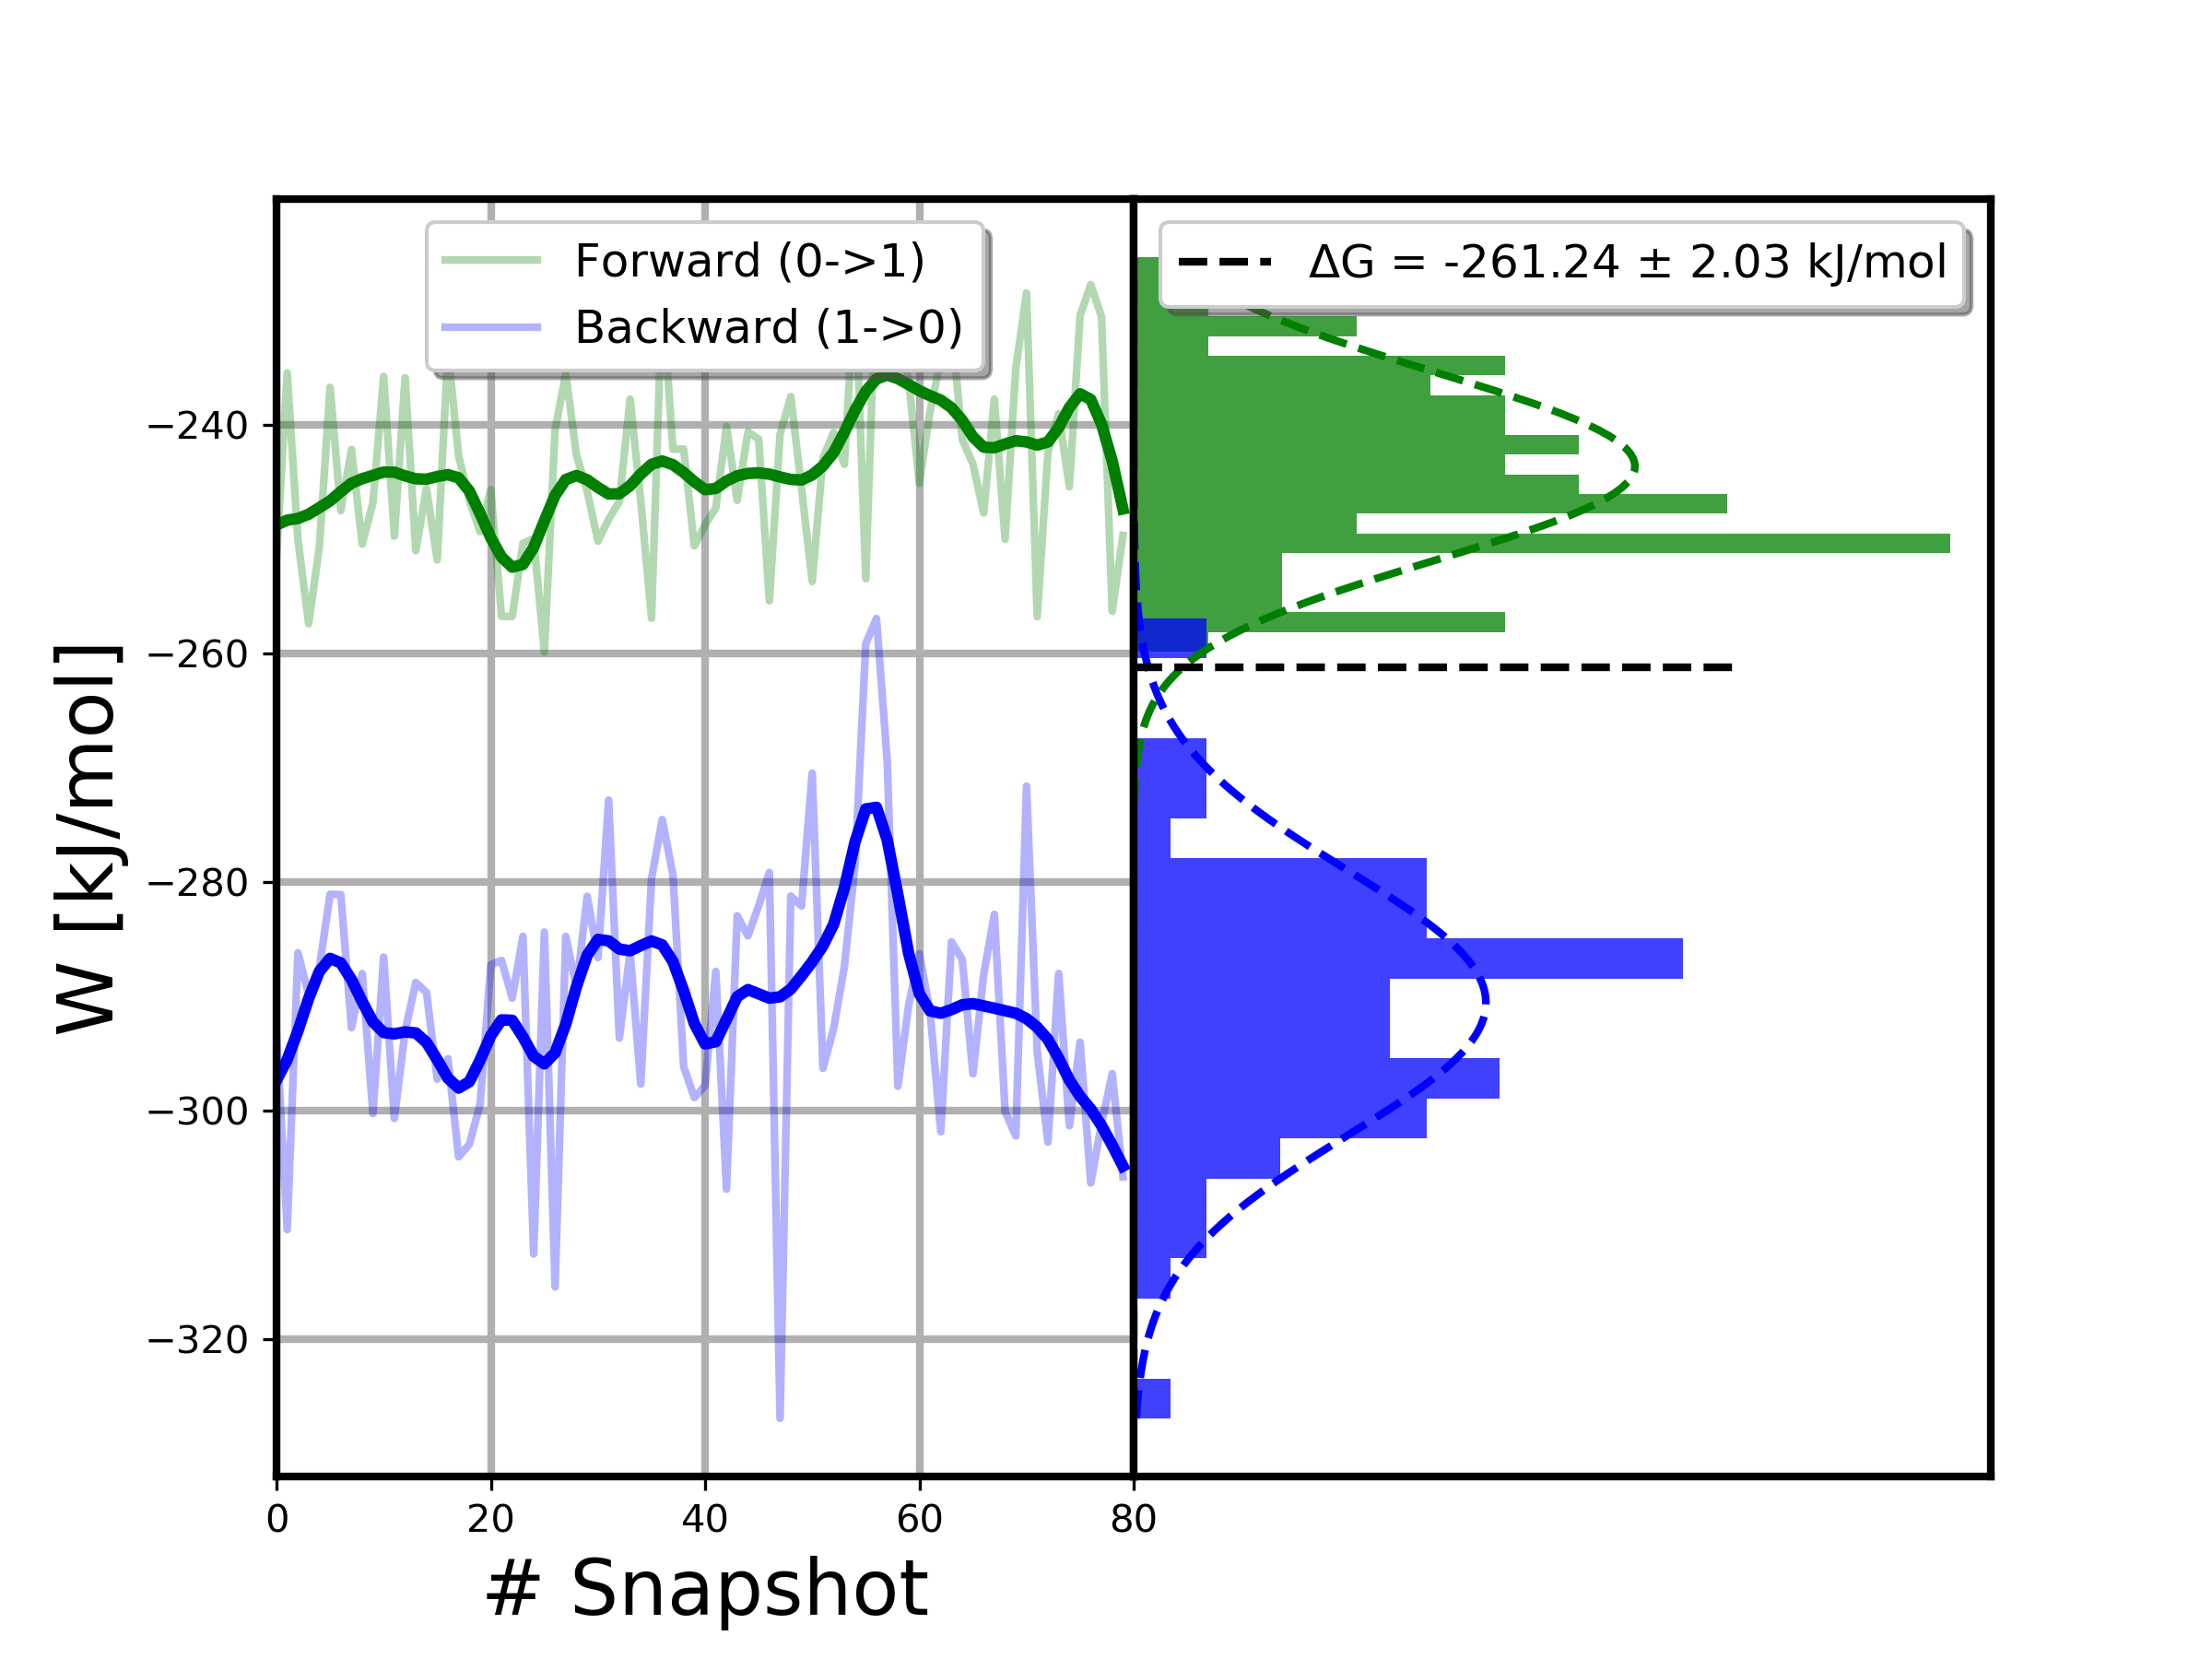 Forward (0->1)
Backward (1->0)
ΔG = -261.24 ± 2.03 kJ/mol
W [kJ/mol]
−240
−260
−280
−300
−320
0 20 40 60 80
# Snapshot